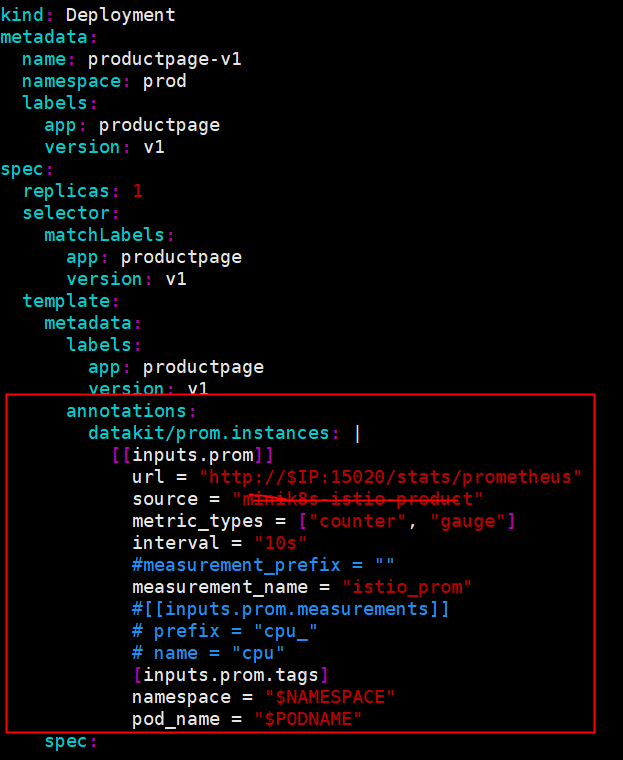 kind: Deployment
metadata:
  name: productpage-v1
  namespace: prod
  labels:
    app: productpage
    version: v1
spec:
  replicas: 1
  selector:
    matchLabels:
      app: productpage
      version: v1
  template:
    metadata:
      labels:
        app: productpage
        version: v1
      annotations:
        datakit/prom.instances: |
          [[inputs.prom]]
            url = "http://$IP:15020/stats/prometheus"
            source = "minik8s-istio-product"
            metric_types = ["counter", "gauge"]
            interval = "10s"
            #measurement_prefix = ""
            measurement_name = "istio_prom"
            #[[inputs.prom.measurements]]
            # prefix = "cpu_"
            # name = "cpu"
            [inputs.prom.tags]
            namespace = "$NAMESPACE"
            pod_name = "$PODNAME"
    spec: